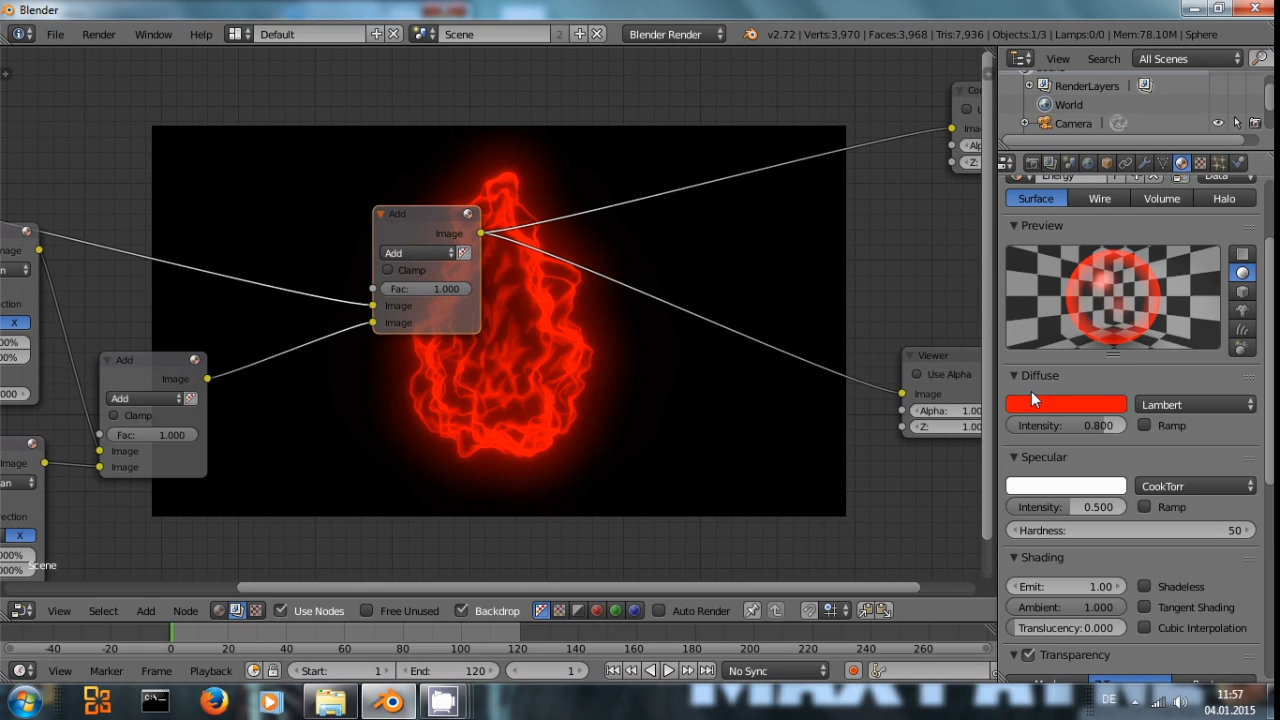 Blender
File Render Window Help Default Scene 2 Blender Render v2.72 | Verts:3,970 | Faces:3,968 | Tris:7,936 | Objects:1/3 | Lamps:0/0 | Mem:78.10M | Sphere
View Search All Scenes
RenderLayers |
World
Camera |
Energy Data
Surface Wire Volume Halo
Preview
Diffuse
Lambert
Intensity: 0.800 Ramp
Specular
CookTorr
Intensity: 0.500 Ramp
Hardness: 50
Shading
Emit: 1.00 Shadeless
Ambient: 1.000 Tangent Shading
Translucency: 0.000 Cubic Interpolation
Transparency
Add
Image
Add
Clamp
Fac: 1.000
Image
Image
Add
Image
Add
Clamp
Fac: 1.000
Image
Image
Viewer
Use Alpha
Image
Alpha: 1.00
Z: 1.00
X
X
Scene
View Select Add Node Use Nodes Free Unused Backdrop Auto Render
-40 -20 0 20 40 60 80 100 120 140 160 180 200 220 240 260
View Marker Frame Playback Start: 1 End: 120 1 No Sync
DE 11:57
04.01.2015